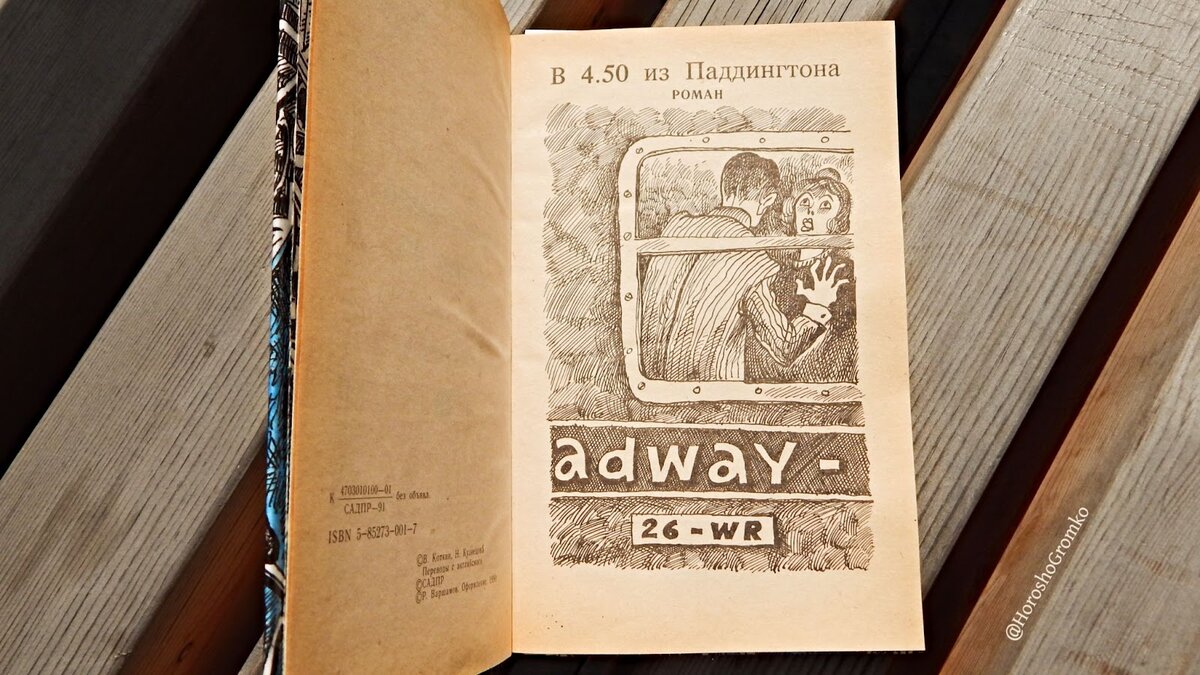 К 4703010100—01 без объявл.
САДПР—91
ISBN 5-85273-001-7
©В. Коткин, Н. Кузнецкий
Переводы с английского
©САДПР
©Р. Варшамов. Оформление. 1991
В 4.50 из Паддингтона
РОМАН
adway -
26-WR
@HoroshoGromko